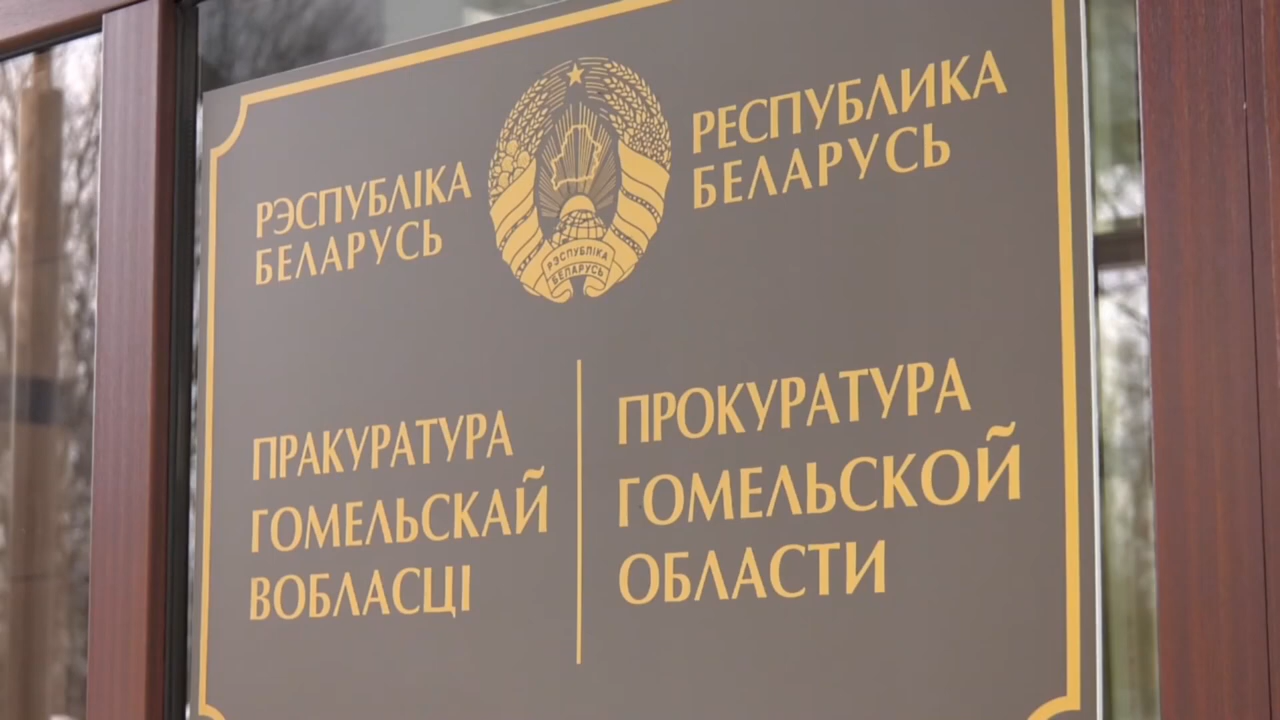 РЭСПУБЛІКА
БЕЛАРУСЬ
РЭСПУБЛІКА
БЕЛАРУСЬ
РЕСПУБЛИКА
БЕЛАРУСЬ
ПРАКУРАТУРА
ГОМЕЛЬСКАЙ
ВОБЛАСЦІ
ПРОКУРАТУРА
ГОМЕЛЬСКОЙ
ОБЛАСТИ